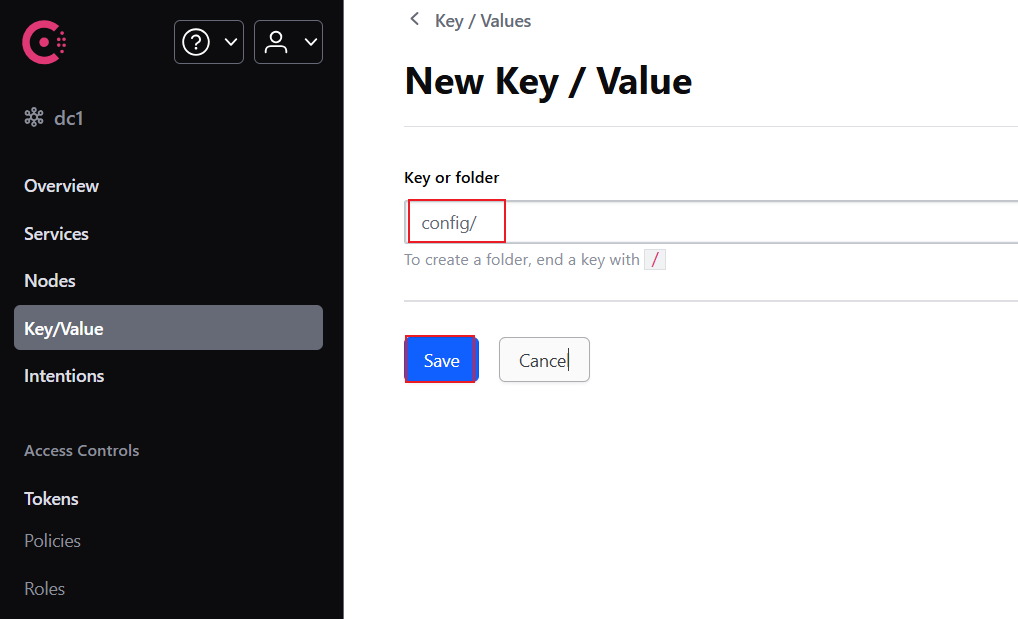 dc1
Overview
Services
Nodes
Key/Value
Intentions
Access Controls
Tokens
Policies
Roles
Key / Values
New Key / Value
Key or folder
config/
To create a folder, end a key with /
Save
Cancel